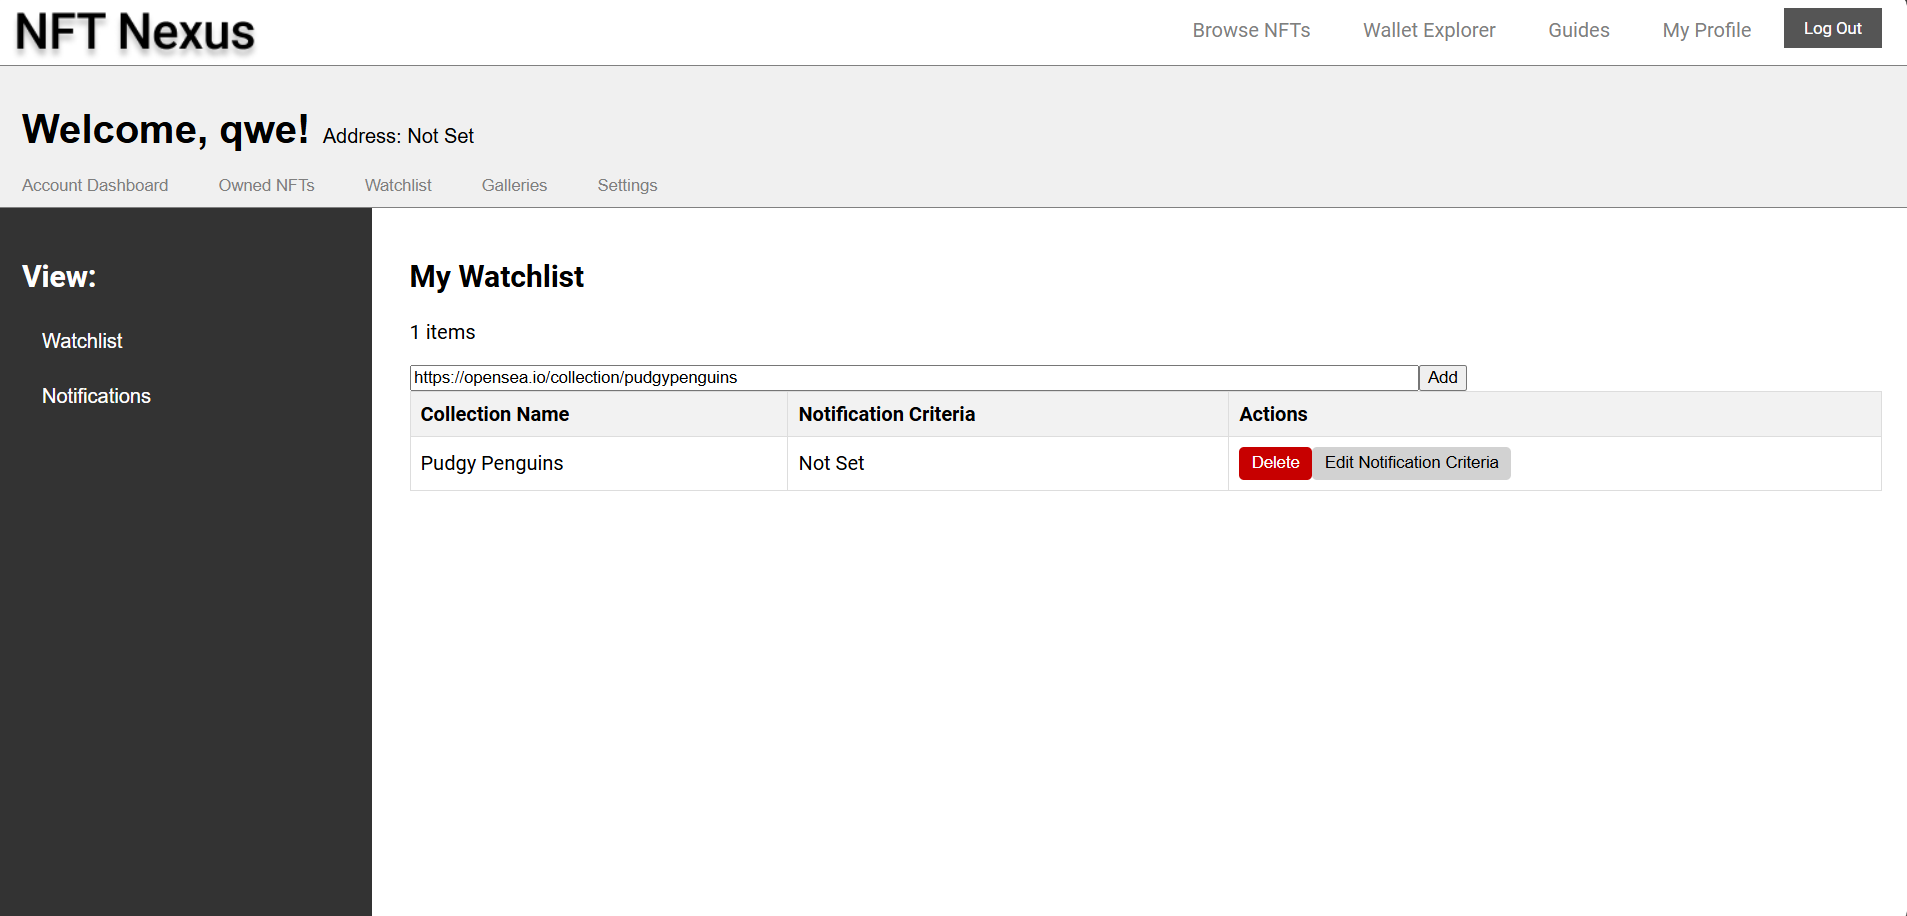 NFT Nexus
Browse NFTs Wallet Explorer Guides My Profile Log Out
Welcome, qwe! Address: Not Set
Account Dashboard Owned NFTs Watchlist Galleries Settings
View:
Watchlist
Notifications
My Watchlist
1 items
https://opensea.io/collection/pudgypenguins Add
Collection Name Notification Criteria Actions
Pudgy Penguins Not Set Delete Edit Notification Criteria